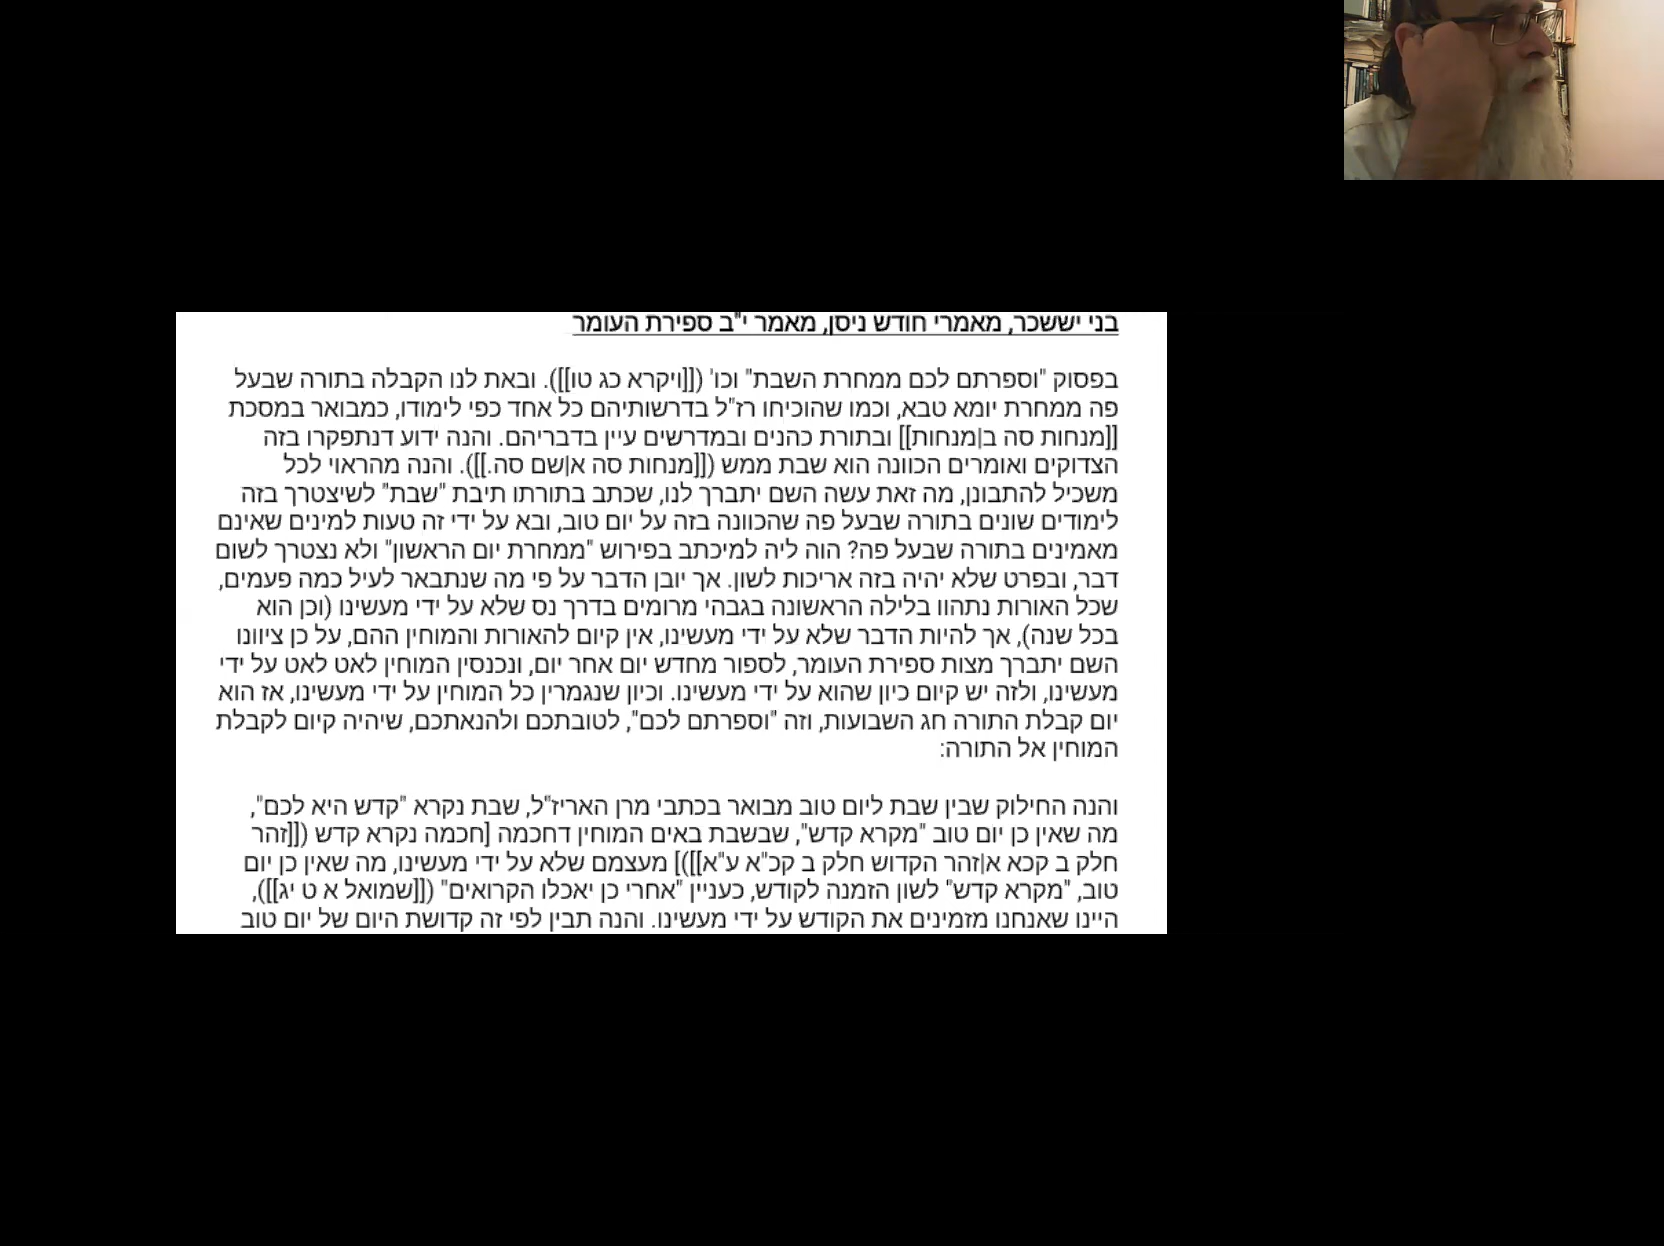 בני יששכר, מאמרי חודש ניסן, מאמר י"ב ספירת העומר
בפסוק "וספרתם לכם ממחרת השבת" וכו' ([[ויקרא כג טו]]). ובאת לנו הקבלה בתורה שבעל
פה ממחרת יומא טבא, וכמו שהוכיחו רז"ל בדרשותיהם כל אחד כפי לימודו, כמבואר במסכת
[[מנחות סה ב|מנחות]] ובתורת כהנים ובמדרשים עיין בדבריהם. והנה ידוע דנתפקרו בזה
הצדוקים ואומרים הכוונה הוא שבת ממש ([[מנחות סה א|שם סה.]]). והנה מהראוי לכל
משכיל להתבונן, מה זאת עשה השם יתברך לנו, שכתב בתורתו תיבת "שבת" לשיצטרך בזה
לימודים שונים בתורה שבעל פה שהכוונה בזה על יום טוב, ובא על ידי זה טעות למינים שאינם
מאמינים בתורה שבעל פה? הוה ליה למיכתב בפירוש "ממחרת יום הראשון" ולא נצטרך לשום
דבר, ובפרט שלא יהיה בזה אריכות לשון. אך יובן הדבר על פי מה שנתבאר לעיל כמה פעמים,
שכל האורות נתהוו בלילה הראשונה בגבהי מרומים בדרך נס שלא על ידי מעשינו (וכן הוא
בכל שנה), אך להיות הדבר שלא על ידי מעשינו, אין קיום להאורות והמוחין ההם, על כן ציוונו
השם יתברך מצות ספירת העומר, לספור מחדש יום אחר יום, ונכנסין המוחין לאט לאט על ידי
מעשינו, ולזה יש קיום כיון שהוא על ידי מעשינו. וכיון שנגמרין כל המוחין על ידי מעשינו, אז הוא
יום קבלת התורה חג השבועות, וזה "וספרתם לכם", לטובתכם ולהנאתכם, שיהיה קיום לקבלת
המוחין אל התורה:
והנה החילוק שבין שבת ליום טוב מבואר בכתבי מרן האריז"ל, שבת נקרא "קדש היא לכם",
מה שאין כן יום טוב "מקרא קדש", שבשבת באים המוחין דחכמה [חכמה נקרא קדש ([[זהר
חלק ב קכא א|זהר הקדוש חלק ב קכ"א ע"א]])] מעצמם שלא על ידי מעשינו, מה שאין כן יום
טוב, "מקרא קדש" לשון הזמנה לקודש, כעניין "אחרי כן יאכלו הקרואים" ([[שמואל א ט יג]]),
היינו שאנחנו מזמינים את הקודש על ידי מעשינו. והנה תבין לפי זה קדושת היום של יום טוב